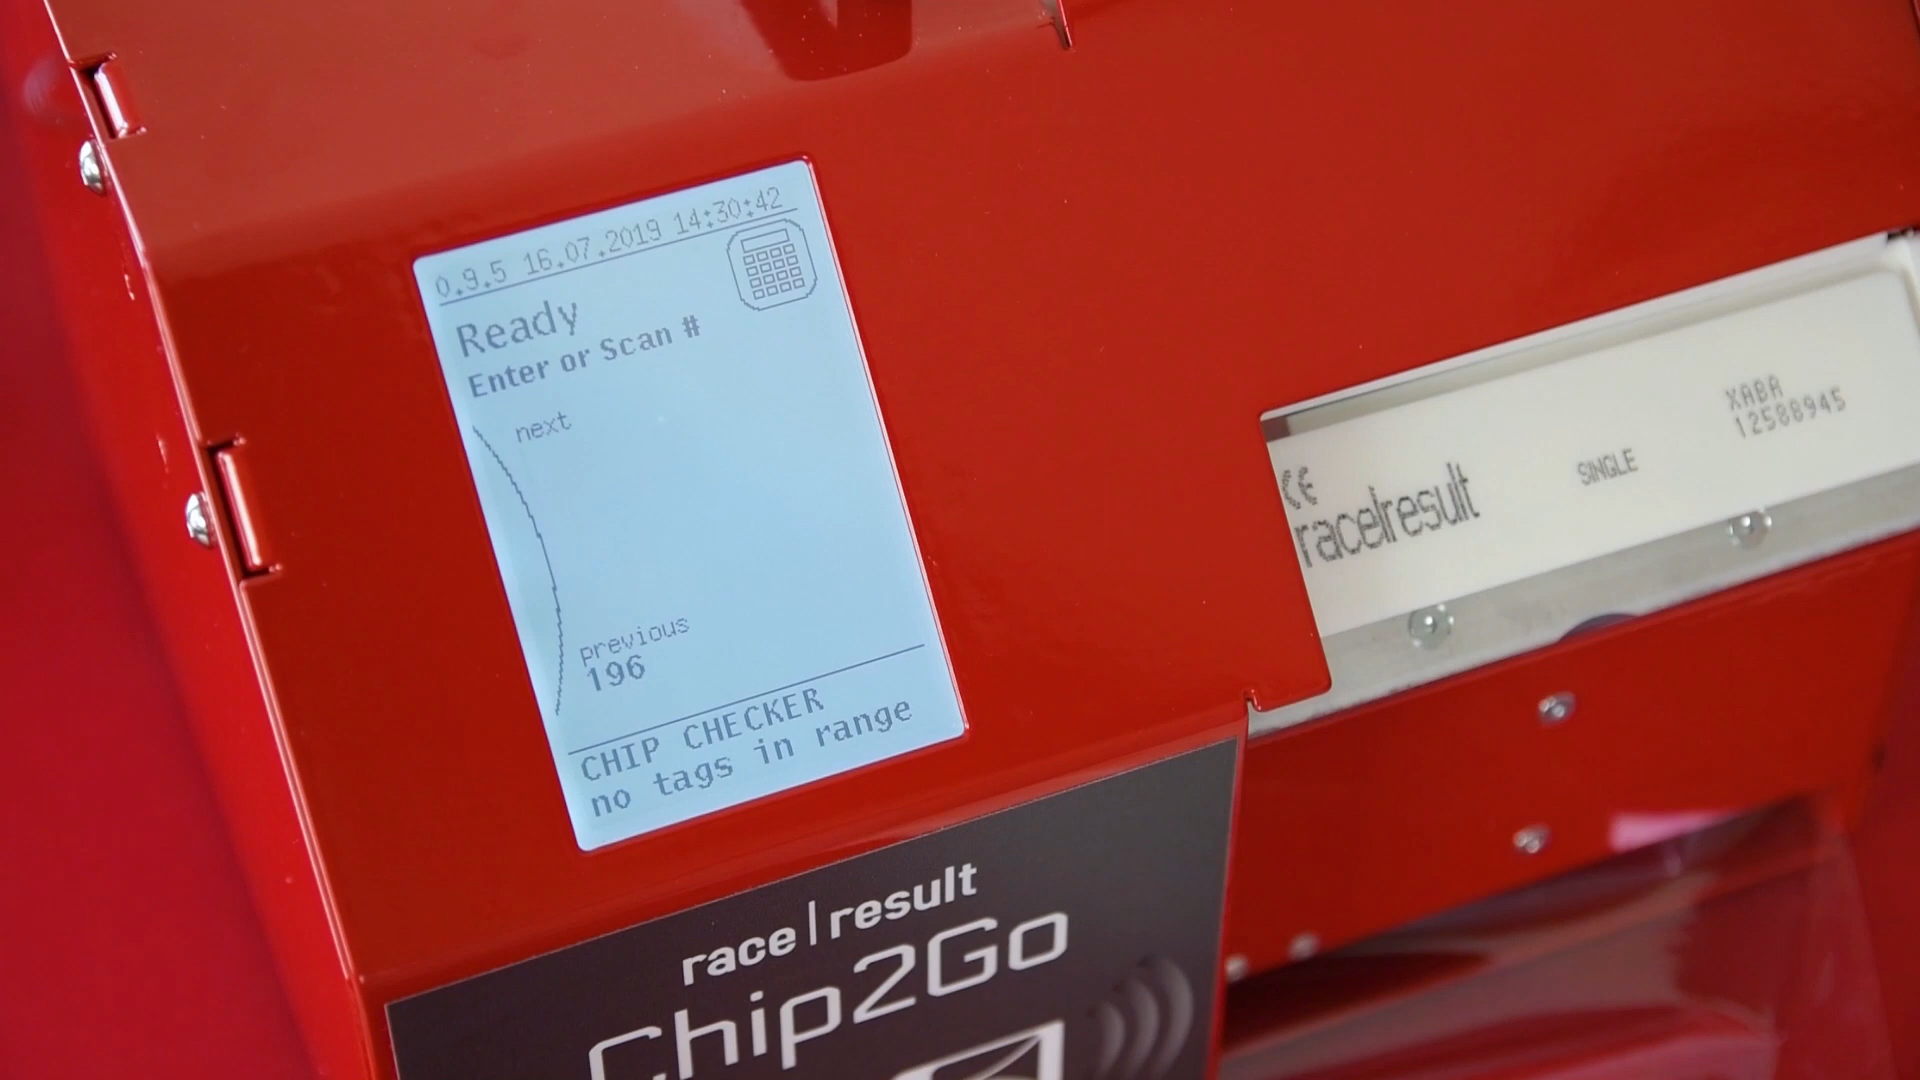 0.9.5 16.07.2019 14:30:42
Ready
Enter or Scan #
next
previous
196
CHIP CHECKER
no tags in range
race|result
Chip2Go
CE
race|result
SINGLE
XABA
12588945